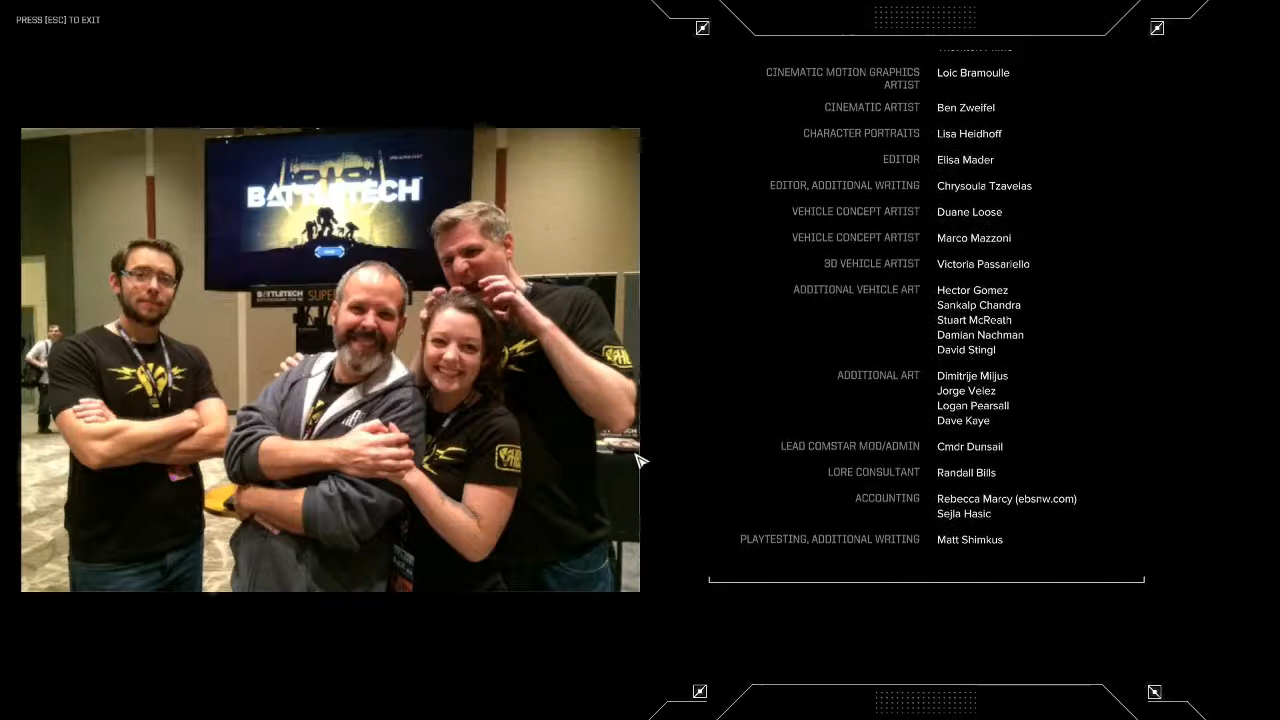 PRESS [ESC] TO EXIT
BATTLETECH
BATTLETECH
SUPER
CINEMATIC MOTION GRAPHICS ARTIST Loic Bramoulle
CINEMATIC ARTIST Ben Zweifel
CHARACTER PORTRAITS Lisa Heidhoff
EDITOR Elisa Mader
EDITOR, ADDITIONAL WRITING Chrysoula Tzavelas
VEHICLE CONCEPT ARTIST Duane Loose
VEHICLE CONCEPT ARTIST Marco Mazzoni
3D VEHICLE ARTIST Victoria Passariello
ADDITIONAL VEHICLE ART Hector Gomez
Sankalp Chandra
Stuart McReath
Damian Nachman
David Stingl
ADDITIONAL ART Dimitrije Miljus
Jorge Velez
Logan Pearsall
Dave Kaye
LEAD COMSTAR MOD/ADMIN Cmdr Dunsail
LORE CONSULTANT Randall Bills
ACCOUNTING Rebecca Marcy (ebsnw.com)
Sejla Hasic
PLAYTESTING, ADDITIONAL WRITING Matt Shimkus